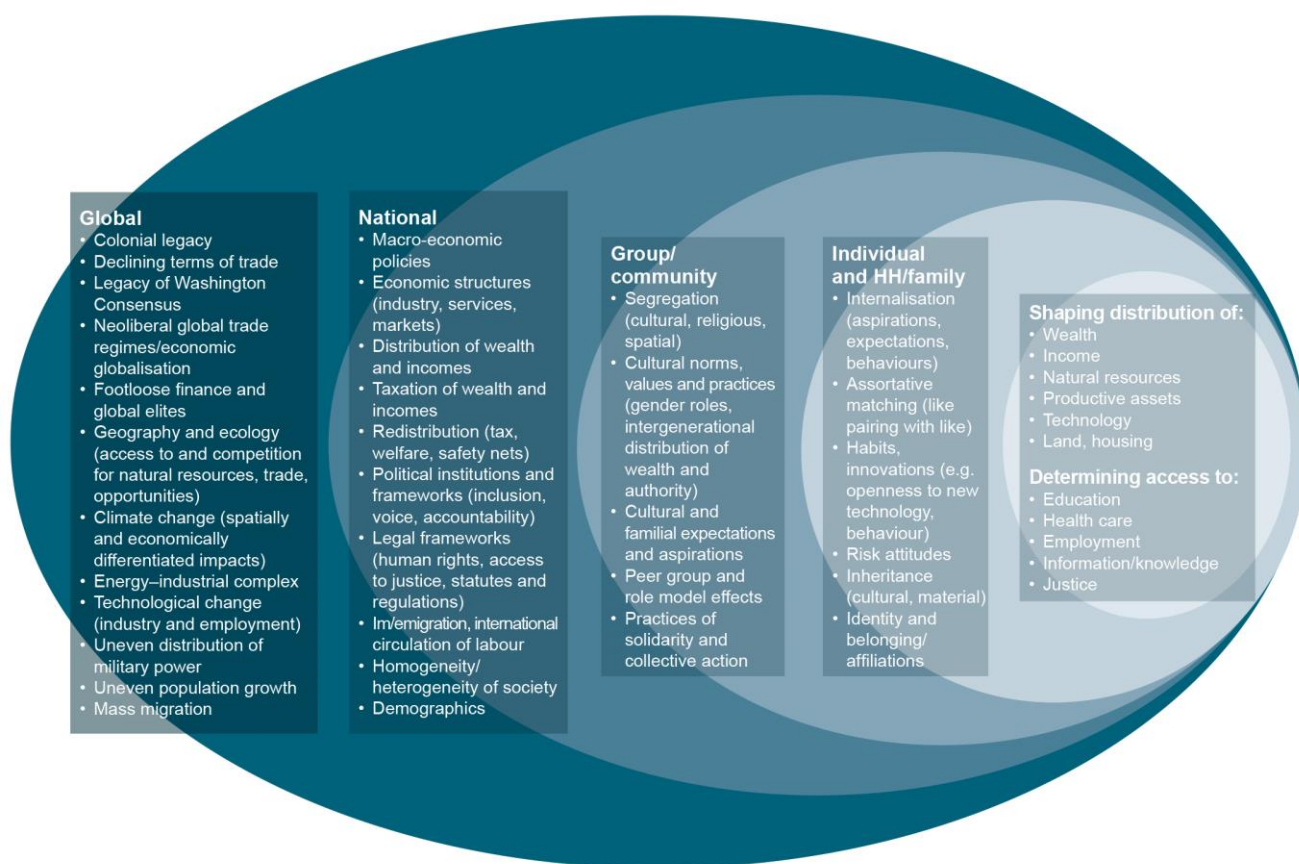 Global
• Colonial legacy
• Declining terms of trade
• Legacy of Washington
Consensus
• Neoliberal global trade
regimes/economic
globalisation
• Footloose finance and
global elites
• Geography and ecology
(access to and competition
for natural resources, trade,
opportunities)
• Climate change (spatially
and economically
differentiated impacts)
• Energy–industrial complex
• Technological change
(industry and employment)
• Uneven distribution of
military power
• Uneven population growth
• Mass migration
National
• Macro-economic
policies
• Economic structures
(industry, services,
markets)
• Distribution of wealth
and incomes
• Taxation of wealth and
incomes
• Redistribution (tax,
welfare, safety nets)
• Political institutions and
frameworks (inclusion,
voice, accountability)
• Legal frameworks
(human rights, access
to justice, statutes and
regulations)
• Im/emigration, international
circulation of labour
• Homogeneity/
heterogeneity of society
• Demographics
Group/
community
• Segregation
(cultural, religious,
spatial)
• Cultural norms,
values and practices
(gender roles,
intergenerational
distribution of
wealth and
authority)
• Cultural and
familial expectations
and aspirations
• Peer group and
role model effects
• Practices of
solidarity and
collective action
Individual
and HH/family
• Internalisation
(aspirations,
expectations,
behaviours)
• Assortative
matching (like
pairing with like)
• Habits,
innovations (e.g.
openness to new
technology,
behaviour)
• Risk attitudes
• Inheritance
(cultural, material)
• Identity and
belonging/
affiliations
Shaping distribution of:
• Wealth
• Income
• Natural resources
• Productive assets
• Technology
• Land, housing
Determining access to:
• Education
• Health care
• Employment
• Information/knowledge
• Justice